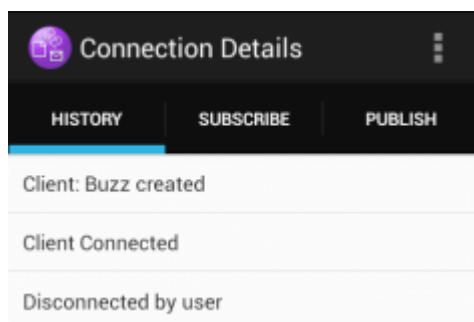 Connection Details
HISTORY SUBSCRIBE PUBLISH
Client: Buzz created
Client Connected
Disconnected by user